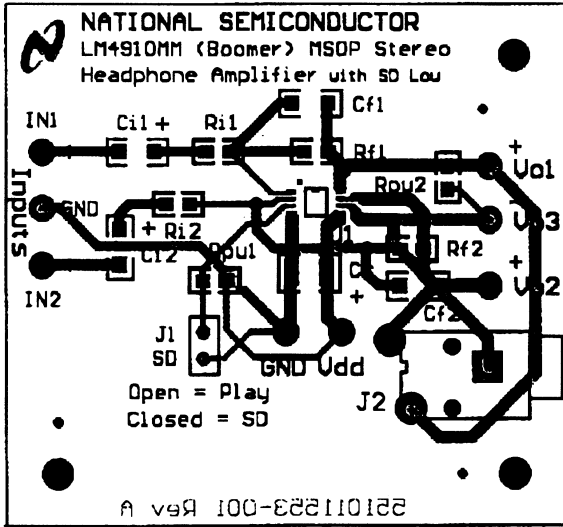 NATIONAL SEMICONDUCTOR
LM4910MM (Boomer) MSOP Stereo
Headphone Amplifier with SD Low
Cf1
IN1
Ci1 +
Ri1
Rf1
+
Vo1
Rpu2
Inputs
GND
Ri2
+
Ci2
Vo3
Rf2
Rpu1
IN2
+
+
Vo2
Cf2
J1
SD
GND Vdd
J2
Open = Play
Closed = SD
551011553-001 Rev A